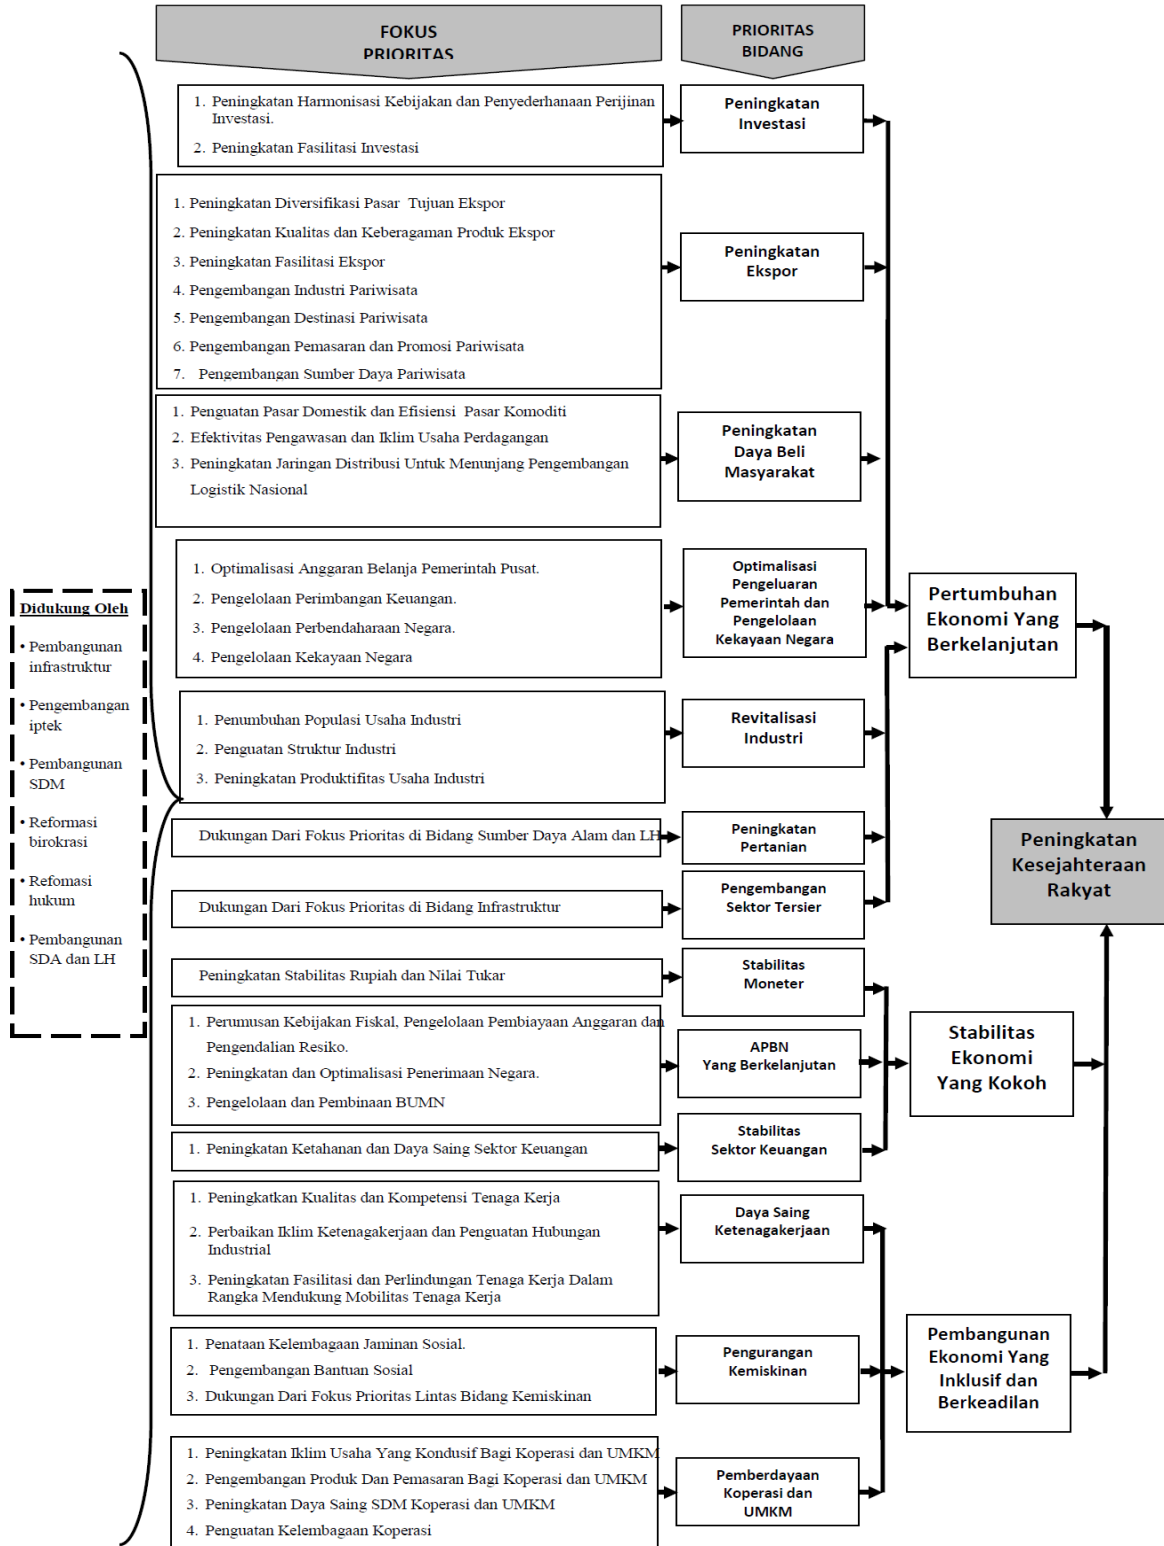 FOKUS
PRIORITAS
PRIORITAS
BIDANG
1. Peningkatan Harmonisasi Kebijakan dan Penyederhanaan Perijinan
Investasi.
2. Peningkatan Fasilitasi Investasi
Peningkatan
Investasi
1. Peningkatan Diversifikasi Pasar Tujuan Ekspor
2. Peningkatan Kualitas dan Keberagaman Produk Ekspor
3. Peningkatan Fasilitasi Ekspor
4. Pengembangan Industri Pariwisata
5. Pengembangan Destinasi Pariwisata
6. Pengembangan Pemasaran dan Promosi Pariwisata
7. Pengembangan Sumber Daya Pariwisata
Peningkatan
Ekspor
1. Penguatan Pasar Domestik dan Efisiensi Pasar Komoditi
2. Efektivitas Pengawasan dan Iklim Usaha Perdagangan
3. Peningkatan Jaringan Distribusi Untuk Menunjang Pengembangan
Logistik Nasional
Peningkatan
Daya Beli
Masyarakat
1. Optimalisasi Anggaran Belanja Pemerintah Pusat.
2. Pengelolaan Perimbangan Keuangan.
3. Pengelolaan Perbendaharaan Negara.
4. Pengelolaan Kekayaan Negara
Optimalisasi
Pengeluaran
Pemerintah dan
Pengelolaan
Kekayaan Negara
1. Penumbuhan Populasi Usaha Industri
2. Penguatan Struktur Industri
3. Peningkatan Produktifitas Usaha Industri
Revitalisasi
Industri
Dukungan Dari Fokus Prioritas di Bidang Sumber Daya Alam dan LH
Peningkatan
Pertanian
Dukungan Dari Fokus Prioritas di Bidang Infrastruktur
Pengembangan
Sektor Tersier
Pertumbuhan
Ekonomi Yang
Berkelanjutan
Didukung Oleh
• Pembangunan
infrastruktur
• Pengembangan
iptek
• Pembangunan
SDM
• Reformasi
birokrasi
• Refomasi
hukum
• Pembangunan
SDA dan LH
Peningkatan Stabilitas Rupiah dan Nilai Tukar
Stabilitas
Moneter
1. Perumusan Kebijakan Fiskal, Pengelolaan Pembiayaan Anggaran dan
Pengendalian Resiko.
2. Peningkatan dan Optimalisasi Penerimaan Negara.
3. Pengelolaan dan Pembinaan BUMN
APBN
Yang Berkelanjutan
1. Peningkatan Ketahanan dan Daya Saing Sektor Keuangan
Stabilitas
Sektor Keuangan
Stabilitas
Ekonomi
Yang Kokoh
1. Peningkatkan Kualitas dan Kompetensi Tenaga Kerja
2. Perbaikan Iklim Ketenagakerjaan dan Penguatan Hubungan
Industrial
3. Peningkatan Fasilitasi dan Perlindungan Tenaga Kerja Dalam
Rangka Mendukung Mobilitas Tenaga Kerja
Daya Saing
Ketenagakerjaan
1. Penataan Kelembagaan Jaminan Sosial.
2. Pengembangan Bantuan Sosial
3. Dukungan Dari Fokus Prioritas Lintas Bidang Kemiskinan
Pengurangan
Kemiskinan
1. Peningkatan Iklim Usaha Yang Kondusif Bagi Koperasi dan UMKM
2. Pengembangan Produk Dan Pemasaran Bagi Koperasi dan UMKM
3. Peningkatan Daya Saing SDM Koperasi dan UMKM
4. Penguatan Kelembagaan Koperasi
Pemberdayaan
Koperasi dan
UMKM
Pembangunan
Ekonomi Yang
Inklusif dan
Berkeadilan
Peningkatan
Kesejahteraan
Rakyat